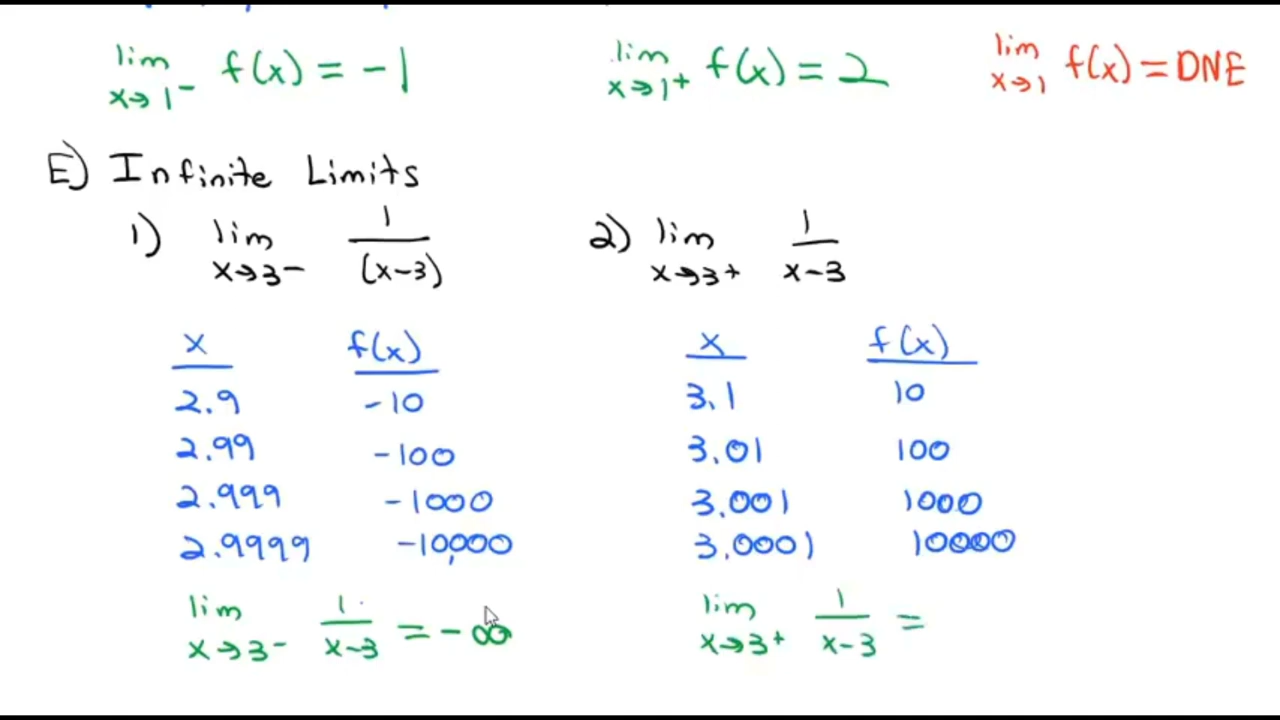 lim x→1⁻ f(x) = -1    lim x→1⁺ f(x) = 2    lim x→1 f(x) = DNE
E) Infinite Limits
1) lim x→3⁻ 1/(x-3)    2) lim x→3⁺ 1/x-3
x    f(x)    x    f(x)
2.9    -10    3.1    10
2.99    -100    3.01    100
2.999    -1000    3.001    1000
2.9999    -10,000    3.0001    10000
lim x→3⁻ 1/x-3 = -∞    lim x→3⁺ 1/x-3 =